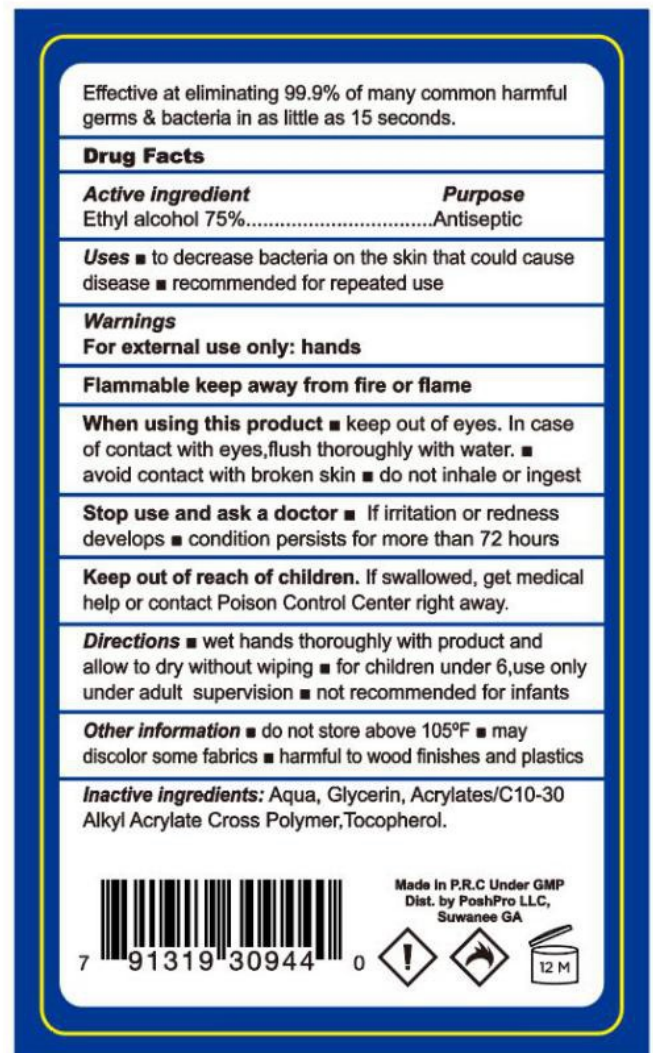 Effective at eliminating 99.9% of many common harmful
germs & bacteria in as little as 15 seconds.
Drug Facts
Active ingredient Purpose
Ethyl alcohol 75%.................................Antiseptic
Uses ■ to decrease bacteria on the skin that could cause
disease ■ recommended for repeated use
Warnings
For external use only: hands
Flammable keep away from fire or flame
When using this product ■ keep out of eyes. In case
of contact with eyes,flush thoroughly with water. ■
avoid contact with broken skin ■ do not inhale or ingest
Stop use and ask a doctor ■ If irritation or redness
develops ■ condition persists for more than 72 hours
Keep out of reach of children. If swallowed, get medical
help or contact Poison Control Center right away.
Directions ■ wet hands thoroughly with product and
allow to dry without wiping ■ for children under 6,use only
under adult supervision ■ not recommended for infants
Other information ■ do not store above 105ºF ■ may
discolor some fabrics ■ harmful to wood finishes and plastics
Inactive ingredients: Aqua, Glycerin, Acrylates/C10-30
Alkyl Acrylate Cross Polymer,Tocopherol.
Made In P.R.C Under GMP
Dist. by PoshPro LLC,
Suwanee GA
7 91319 30944 0
!
12 M